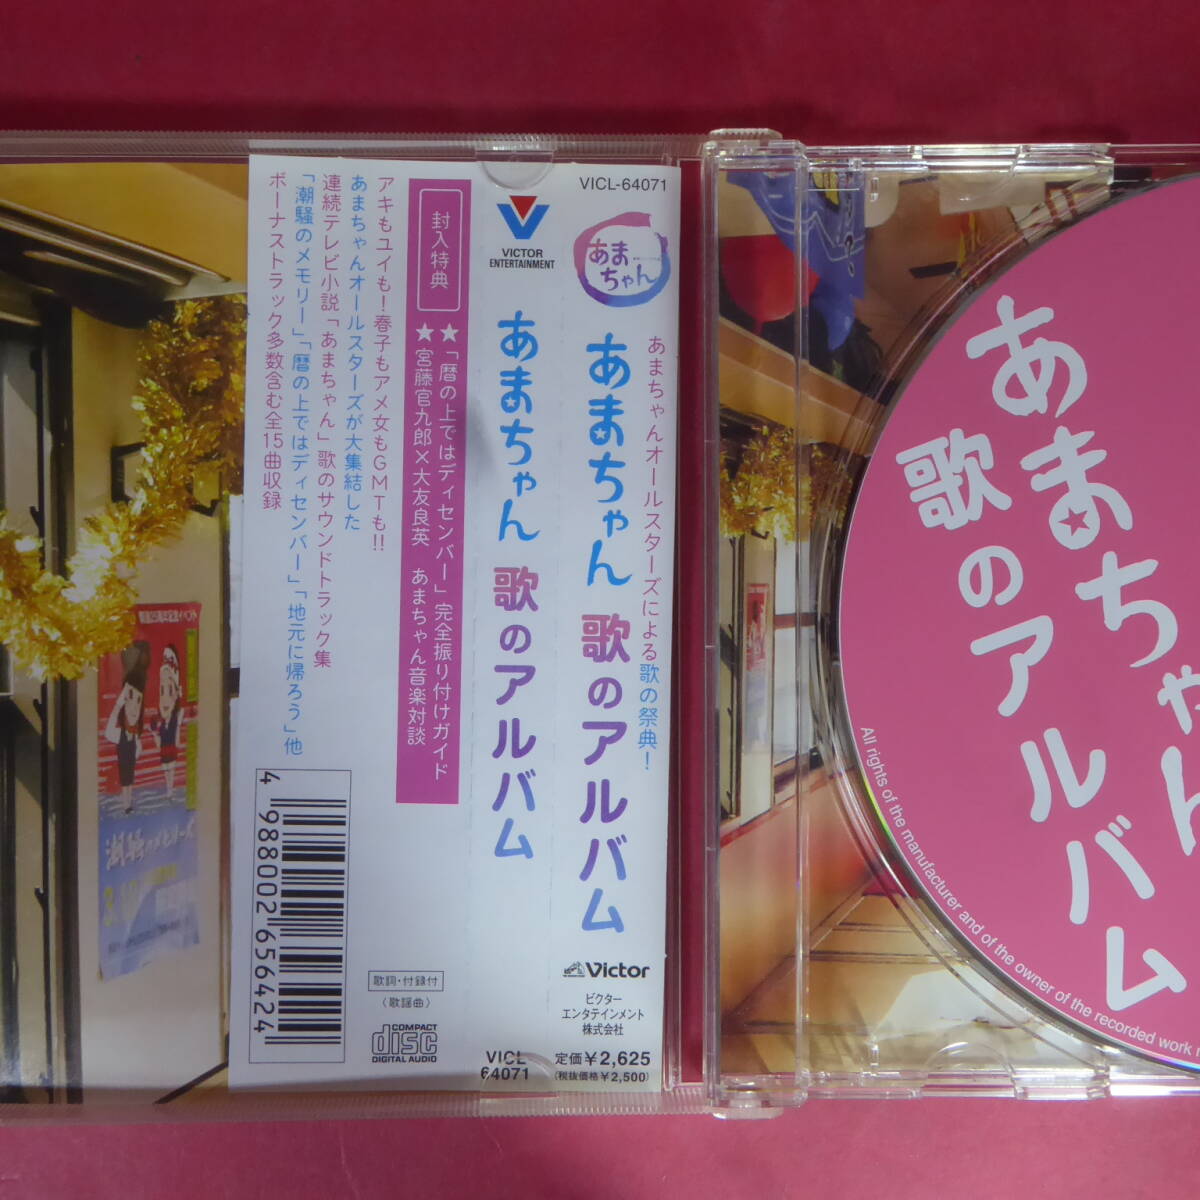 VICL-64071
あまちゃん
あまちゃんオールスターズによる歌の祭典！
あまちゃん 歌のアルバム
Victor
ビクター
エンタテインメント
株式会社
定価￥2,625
(税抜価格￥2,500)
VICTOR
ENTERTAINMENT
あまちゃん 歌のアルバム
VICL
64071
封入特典
★「暦の上ではディセンバー」完全振り付けガイド
★宮藤官九郎×大友良英 あまちゃん音楽対談
アキもユイも！春子もアメ女もGMTも!!
あまちゃんオールスターズが大集結した
連続テレビ小説「あまちゃん」歌のサウンドトラック集
「潮騒のメモリー」「暦の上ではディセンバー」「地元に帰ろう」他
ボーナストラック多数含む全15曲収録
4 988002 656424
歌詞・付録付
〈歌謡曲〉
COMPACT
disc
DIGITAL AUDIO
潮騒のメモリーズ
あまちゃん
歌のアルバム
All rights of the manufacturer and of the owner of the recorded work